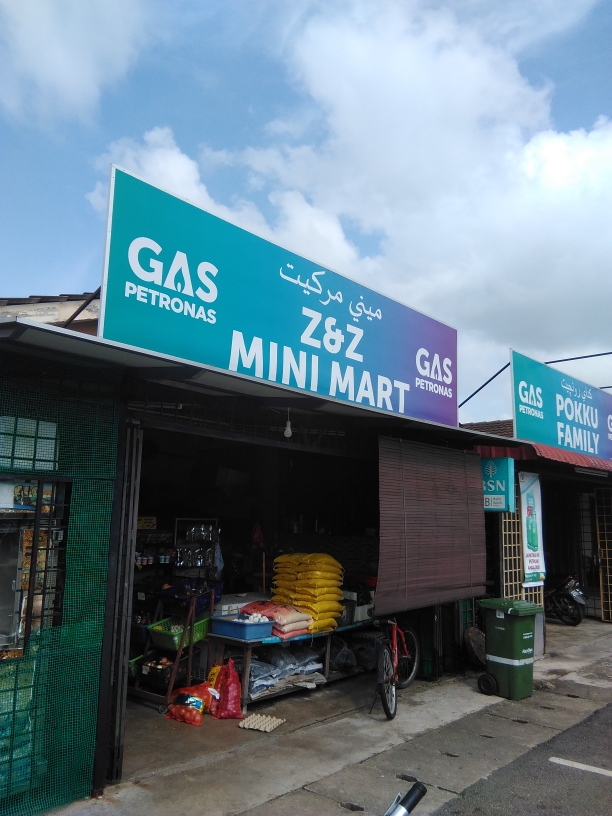 GAS
PETRONAS
ميني مركيت
Z&Z
MINI MART
GAS
PETRONAS
GAS
PETRONAS
POKKU
FAMILY
BSN